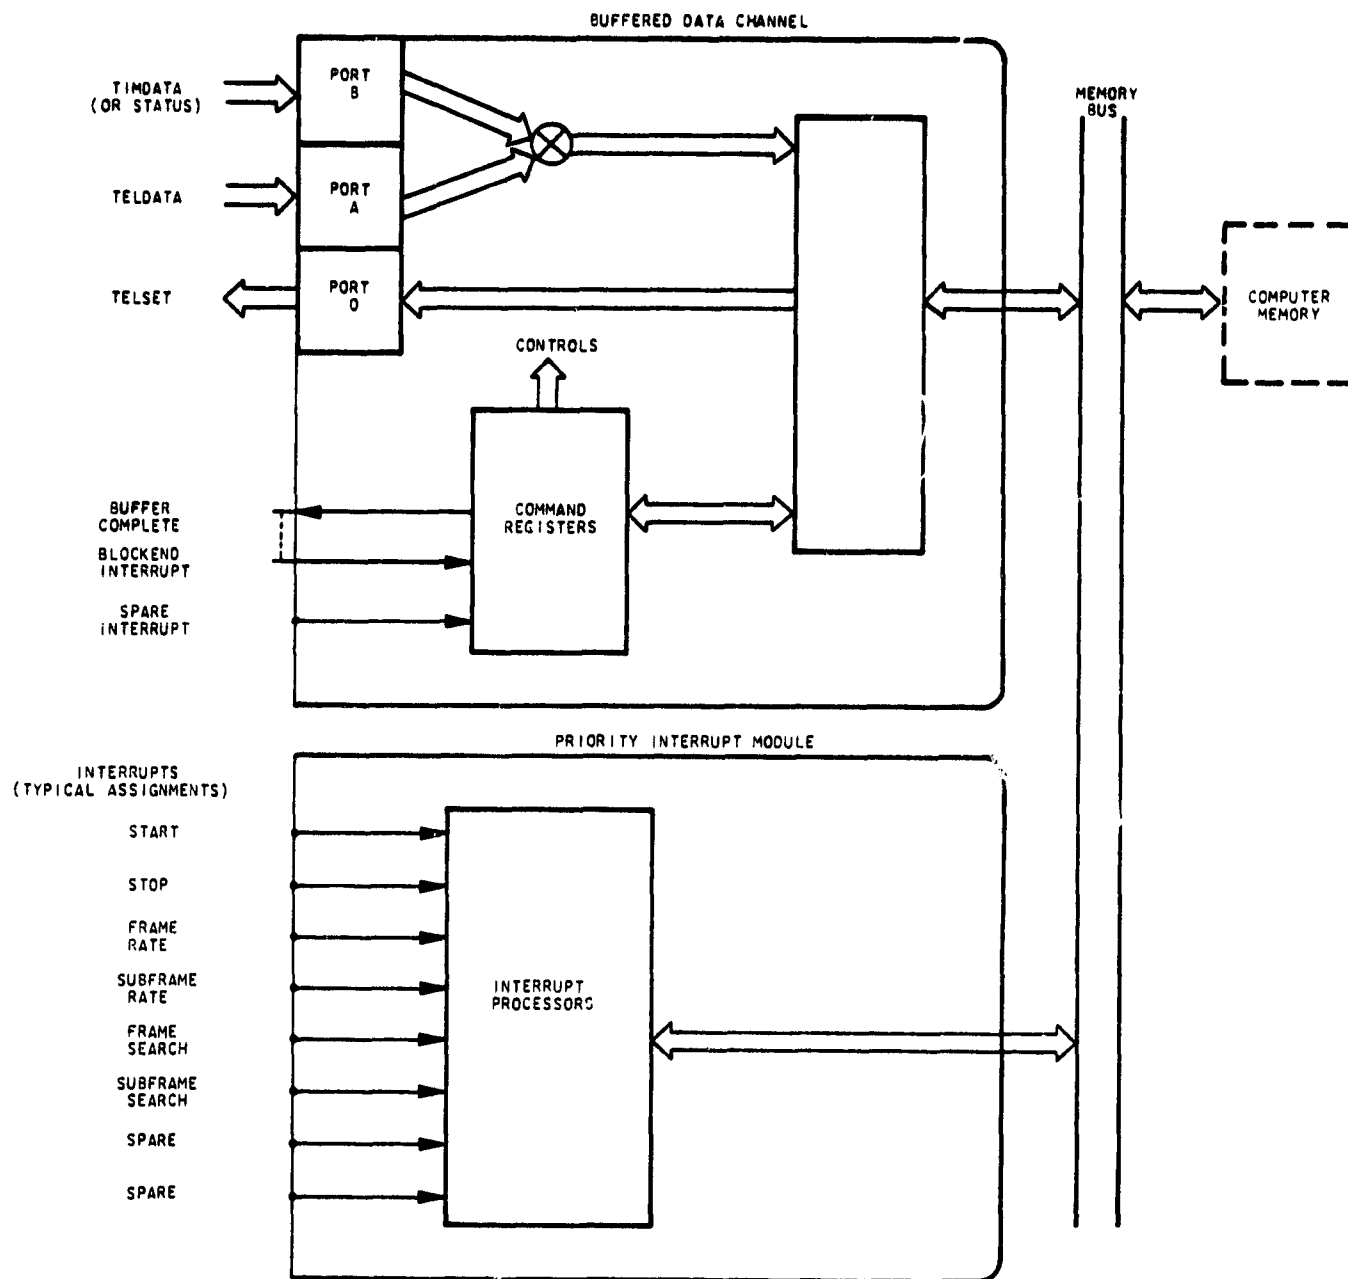 BUFFERED DATA CHANNEL
TIMDATA
(OR STATUS)
PORT
B
MEMORY
BUS
TELDATA
PORT
A
TELSET
PORT
O
COMPUTER
MEMORY
CONTROLS
BUFFER
COMPLETE
COMMAND
REGISTERS
BLOCKEND
INTERRUPT
SPARE
INTERRUPT
PRIORITY INTERRUPT MODULE
INTERRUPTS
(TYPICAL ASSIGNMENTS)
START
STOP
FRAME
RATE
SUBFRAME
RATE
INTERRUPT
PROCESSORS
FRAME
SEARCH
SUBFRAME
SEARCH
SPARE
SPARE